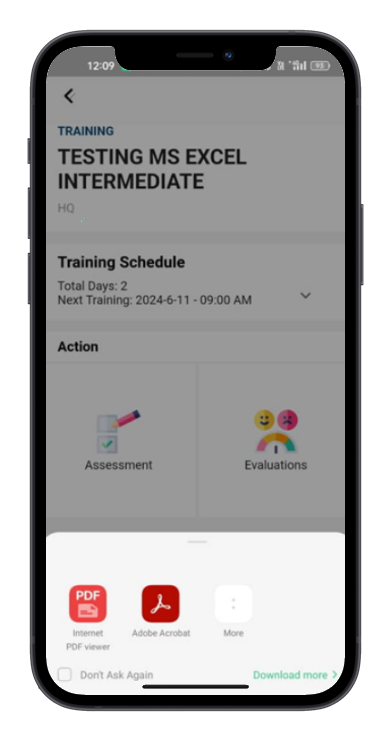 12:09
93
TRAINING
TESTING MS EXCEL
INTERMEDIATE
HQ
Training Schedule
Total Days: 2
Next Training: 2024-6-11 - 09:00 AM
Action
Assessment
Evaluations
PDF
Internet
PDF viewer
Adobe Acrobat
More
Don't Ask Again
Download more